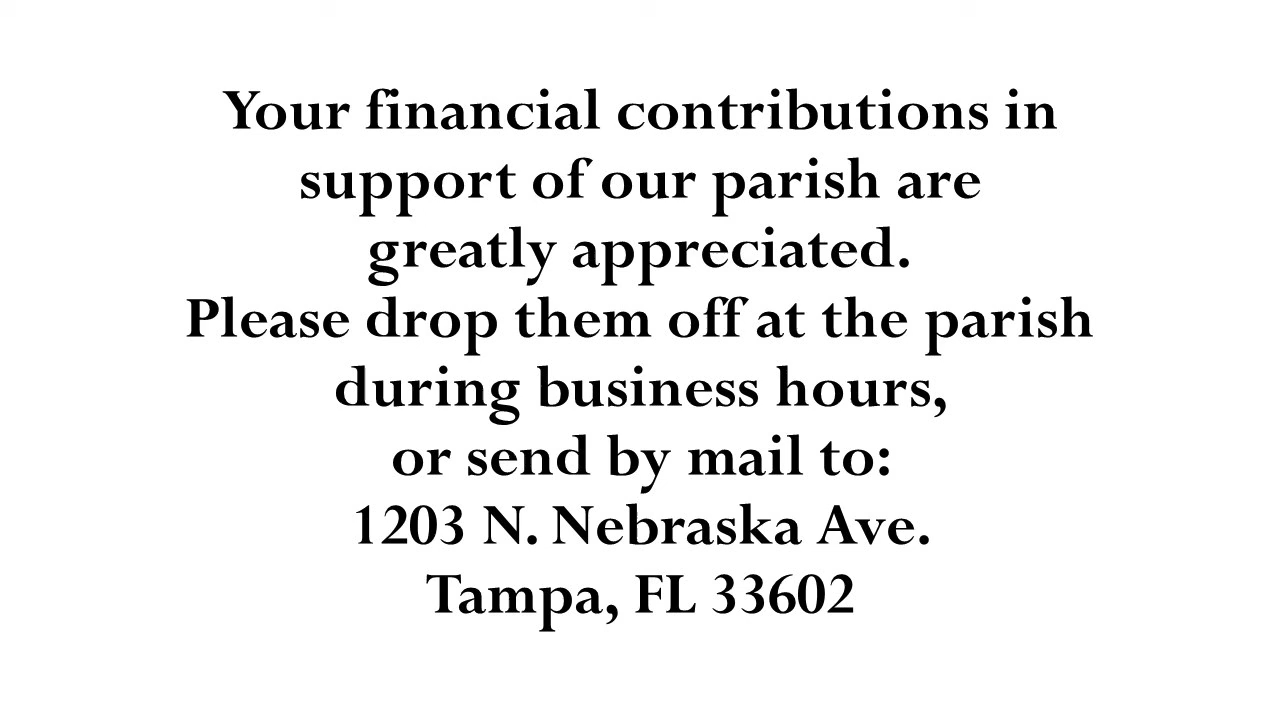 Your financial contributions in
support of our parish are
greatly appreciated.
Please drop them off at the parish
during business hours,
or send by mail to:
1203 N. Nebraska Ave.
Tampa, FL 33602